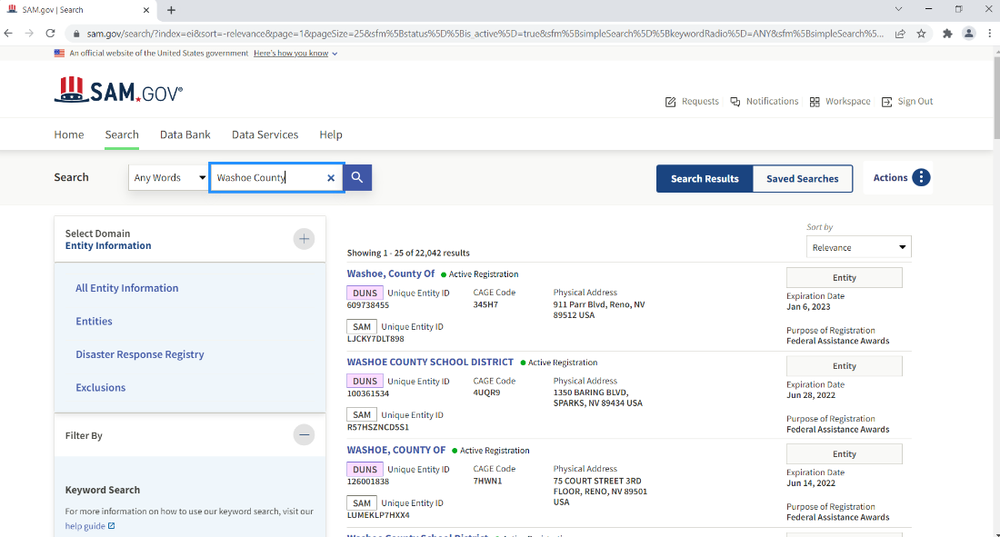 SAM.gov | Search
sam.gov/search/?index=ei&sort=-relevance&page=1&pageSize=25&sfm%5Bstatus%5D%5Bis_active%5D=true&sfm%5BsimpleSearch%5D%5BkeywordRadio%5D=ANY&sfm%5BsimpleSearch%5...
An official website of the United States government Here's how you know
SAM.GOV®
Requests Notifications Workspace Sign Out
Home Search Data Bank Data Services Help
Search Any Words Washoe County Search Results Saved Searches Actions
Select Domain
Entity Information
All Entity Information
Entities
Disaster Response Registry
Exclusions
Filter By
Keyword Search
For more information on how to use our keyword search, visit our
help guide
Sort by
Relevance
Showing 1 - 25 of 22,042 results
Washoe, County Of Active Registration
DUNS Unique Entity ID
609738455
SAM Unique Entity ID
LJCKY7DLT898
CAGE Code
345H7
Physical Address
911 Parr Blvd, Reno, NV
89512 USA
Entity
Expiration Date
Jan 6, 2023
Purpose of Registration
Federal Assistance Awards
WASHOE COUNTY SCHOOL DISTRICT Active Registration
DUNS Unique Entity ID
100361534
SAM Unique Entity ID
R57HSZNCD5S1
CAGE Code
4UQR9
Physical Address
1350 BARING BLVD,
SPARKS, NV 89434 USA
Entity
Expiration Date
Jun 28, 2022
Purpose of Registration
Federal Assistance Awards
WASHOE, COUNTY OF Active Registration
DUNS Unique Entity ID
126001838
SAM Unique Entity ID
LUMEKLP7HXX4
CAGE Code
7HWN1
Physical Address
75 COURT STREET 3RD
FLOOR, RENO, NV 89501
USA
Entity
Expiration Date
Jun 14, 2022
Purpose of Registration
Federal Assistance Awards
Washoe County School District Active Registration